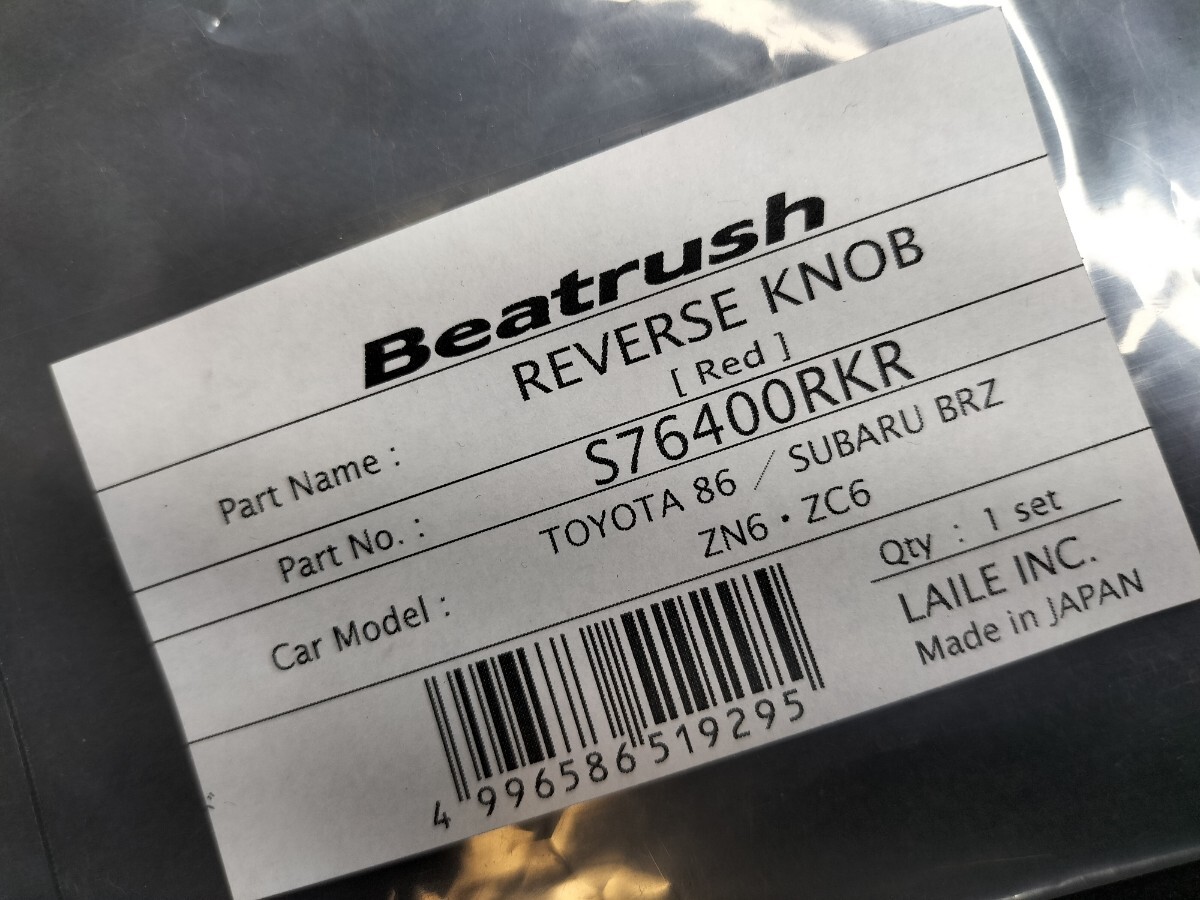 Beatrush
Part Name : REVERSE KNOB
[ Red ]
Part No. : S76400RKR
Car Model : TOYOTA 86 ／ SUBARU BRZ
ZN6・ZC6
Qty : 1 set
LAILE INC.
Made in JAPAN
4 996586 519295